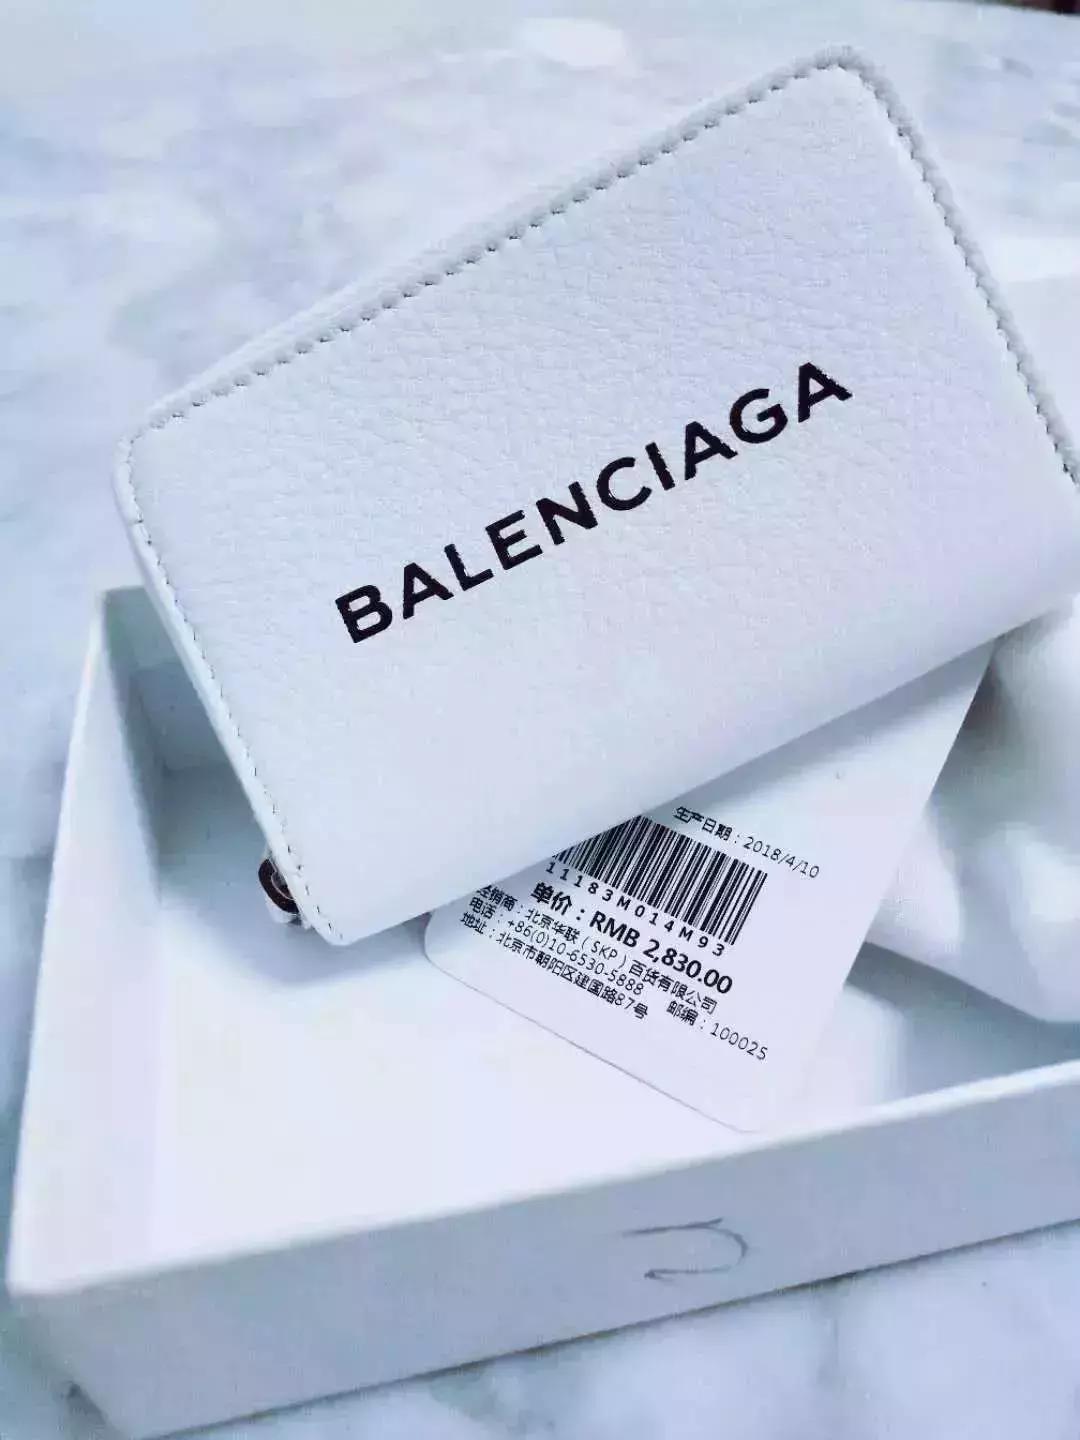 BALENCIAGA
生产日期：2018/4/10
11183M014M93
单价：RMB 2,830.00
经销商：北京华联（SKP）百货有限公司
电话：+86(0)10-6530-5888 邮编：100025
地址：北京市朝阳区建国路87号